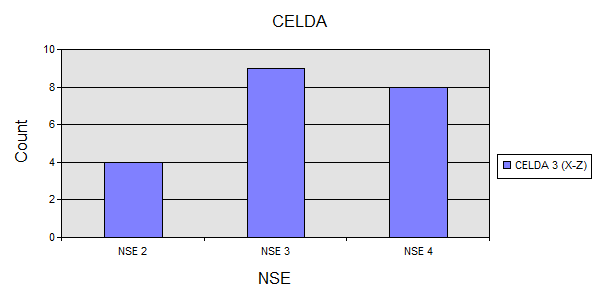 CELDA
10
8
6
4
2
0
Count
NSE 2
NSE 3
NSE 4
NSE
CELDA 3 (X-Z)